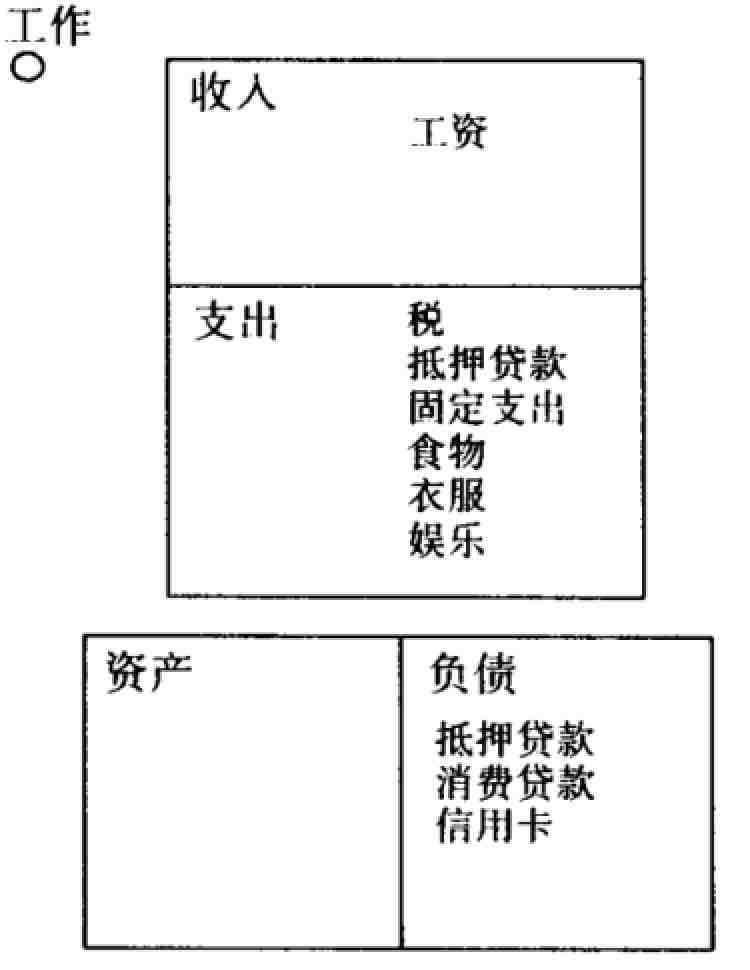 工作
收入
工资
支出
税
抵押贷款
固定支出
食物
衣服
娱乐
资产
负债
抵押贷款
消费贷款
信用卡